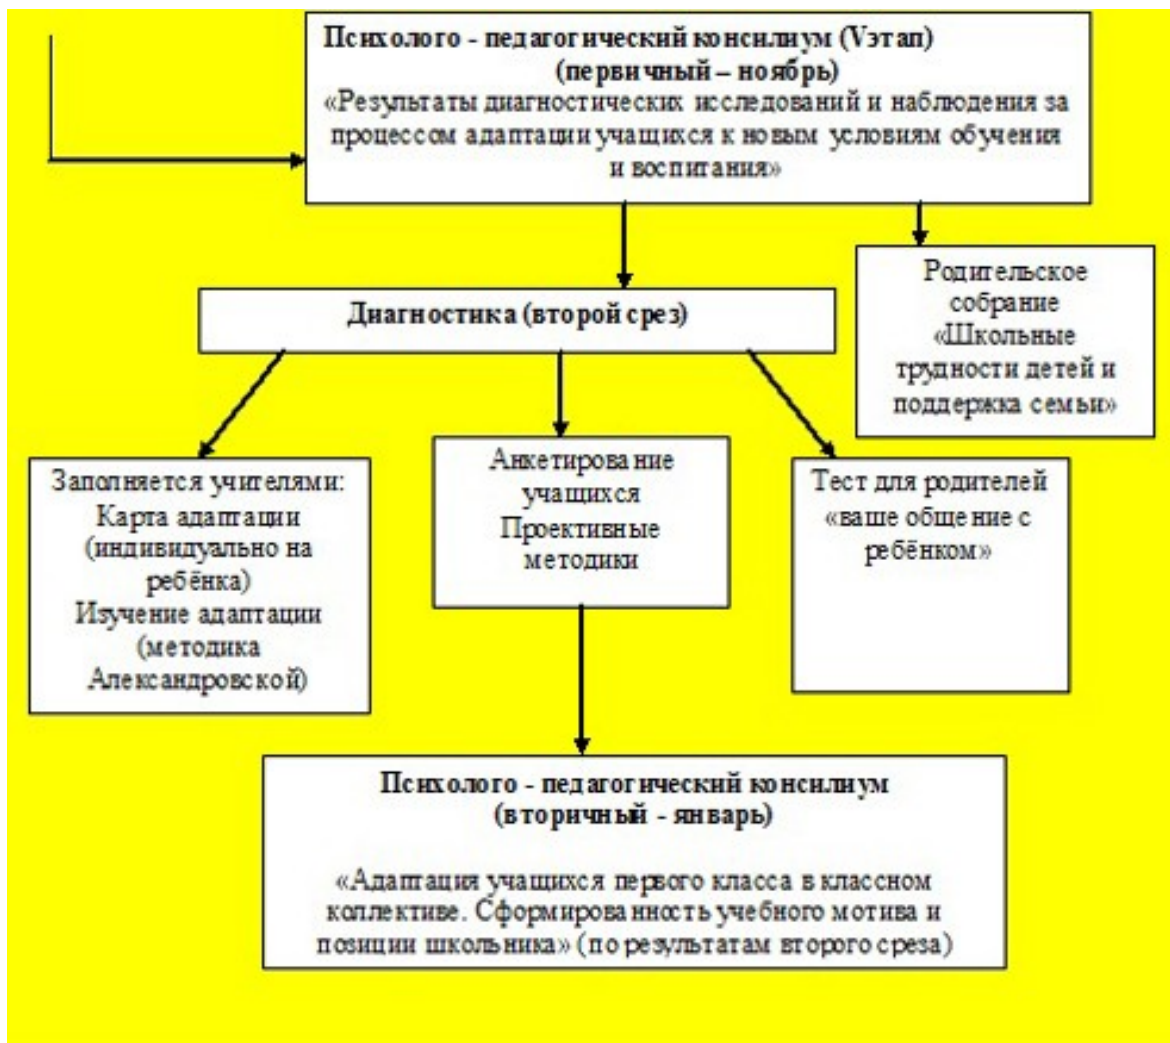 Психолого - педагогический консилиум (Vэтап)
(первичный – ноябрь)
«Результаты диагностических исследований и наблюдения за
процессом адаптации учащихся к новым условиям обучения
и воспитания»
Родительское
собрание
«Школьные
трудности детей и
поддержка семьи»
Диагностика (второй срез)
Заполняется учителями:
Карта адаптации
(индивидуально на
ребёнка)
Изучение адаптации
(методика
Александровской)
Анкетирование
учащихся
Проективные
методики
Тест для родителей
«ваше общение с
ребёнком»
Психолого - педагогический консилиум
(вторичный - январь)
«Адаптация учащихся первого класса в классном
коллективе. Сформированность учебного мотива и
позиции школьника» (по результатам второго среза)